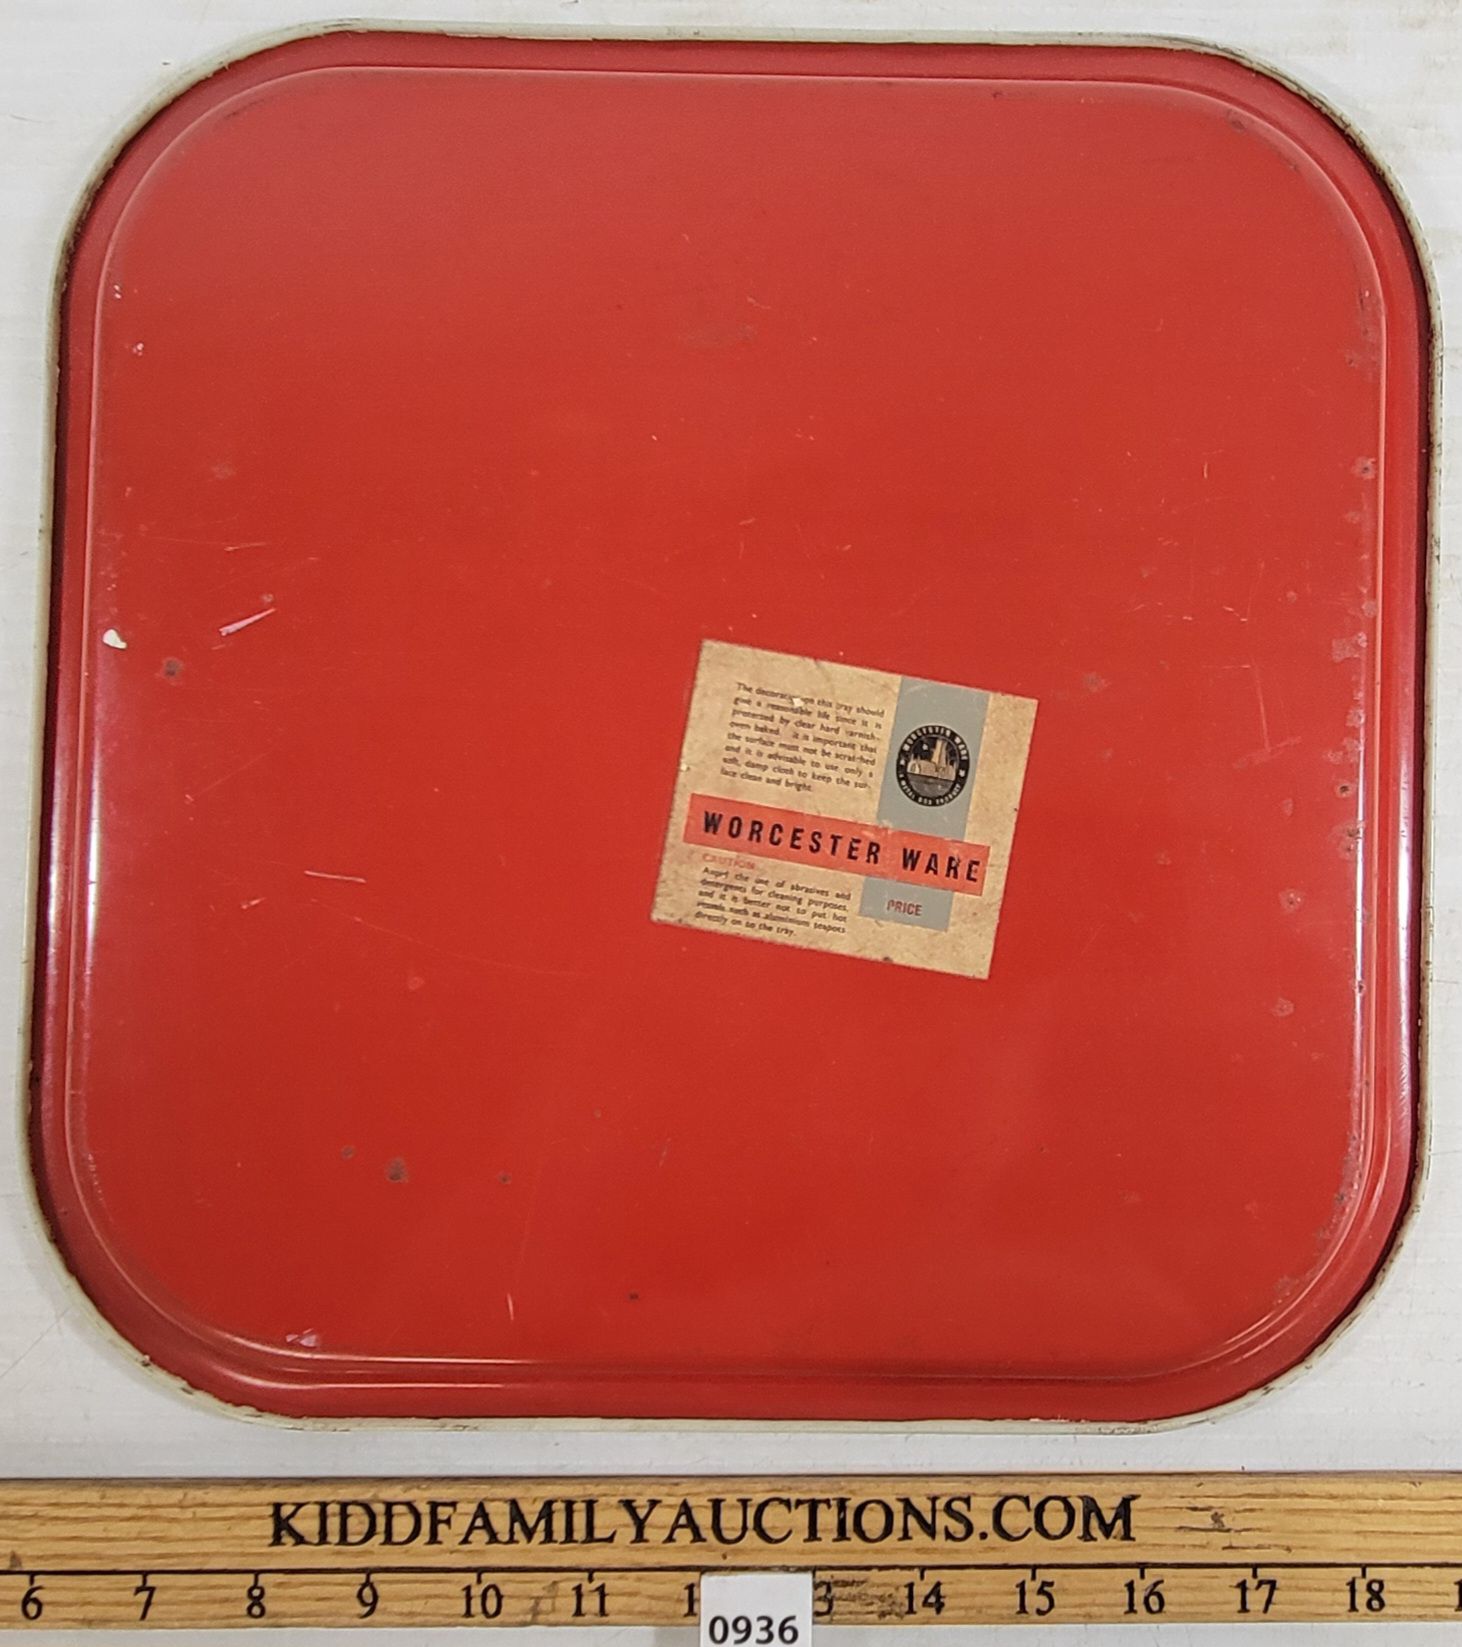 The decoration on this tray should
give a reasonable life since it is
protected by clear hard varnish
oven baked. it is important that
the surface must not be scratched
and it is advisable to use only a
soft, damp cloth to keep the sur-
face clean and bright.
WORCESTER WARE
WORCESTER WARE
CAUTION
the use of abrasives and
detergents for cleaning purposes,
and it is better not to put hot
vessels such as aluminium teapots
directly on to the tray.
PRICE
KIDDFAMILYAUCTIONS.COM
6 7 8 9 10 11 14 15 16 17 18
0936